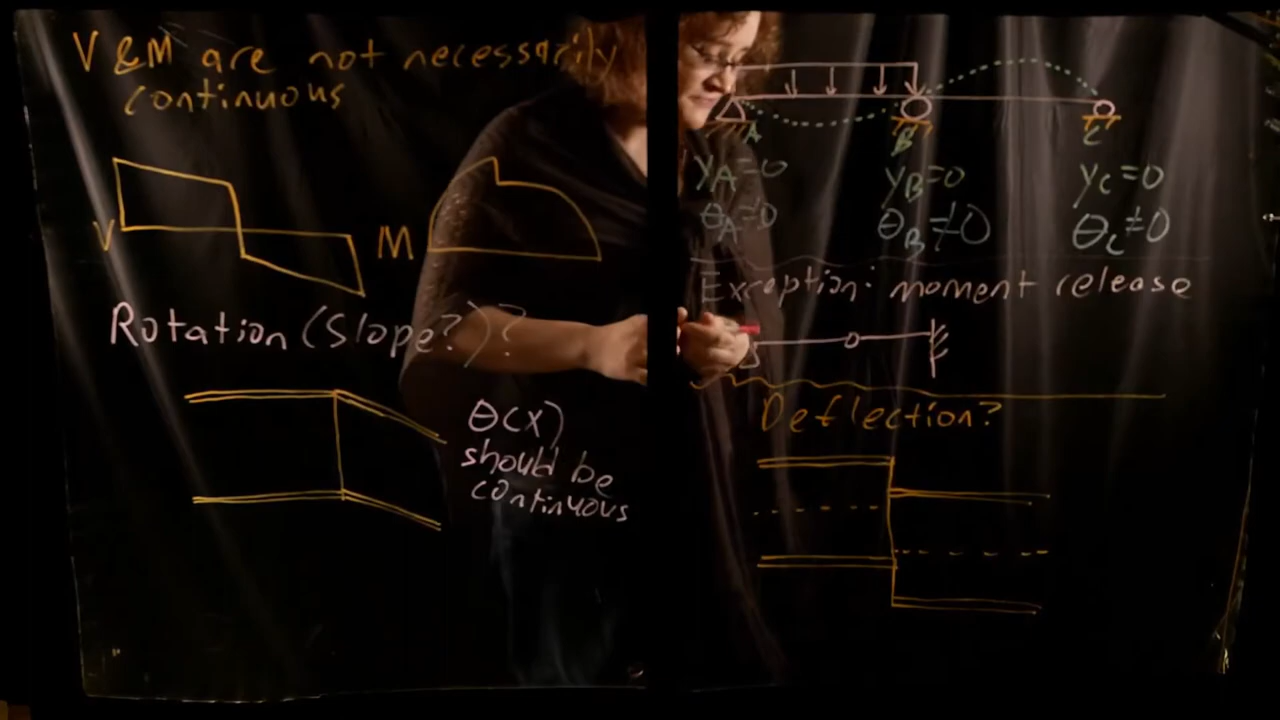 V & M are not necessarily
continuous
V
M
Rotation (Slope?)?
θ(x)
should be
continuous
A B C
yA=0 yB=0 yC=0
θA≠0 θB≠0 θC≠0
Exception: moment release
Deflection?